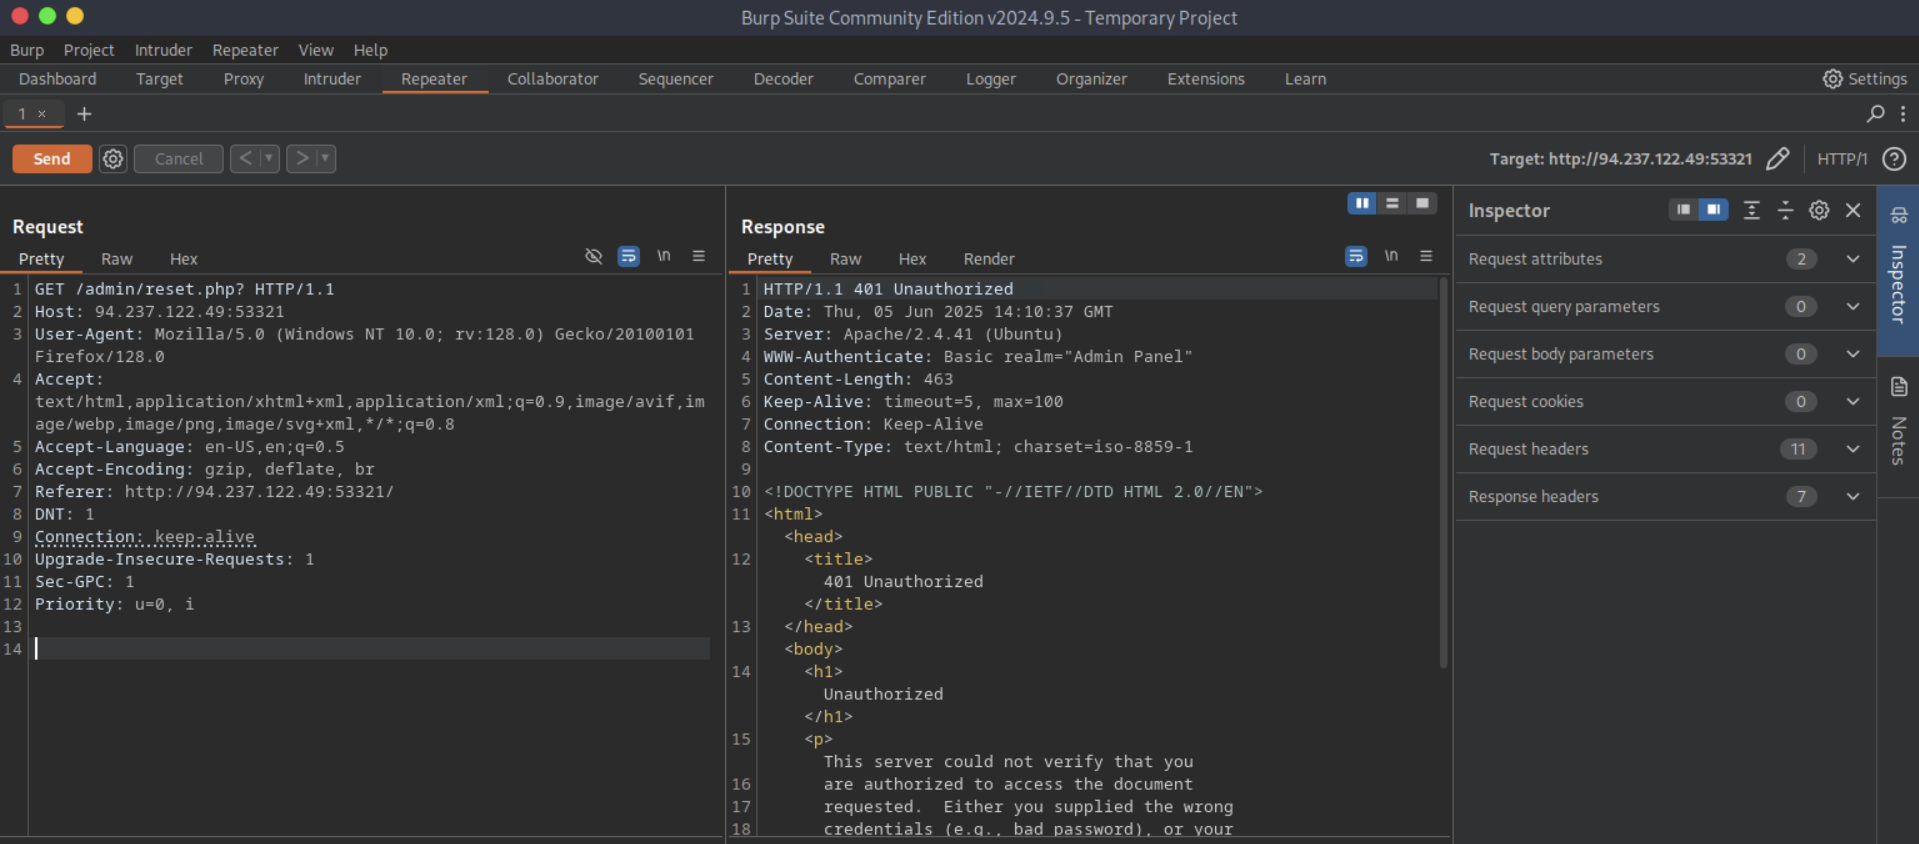 Burp Suite Community Edition v2024.9.5 - Temporary Project
Burp Project Intruder Repeater View Help
Dashboard Target Proxy Intruder Repeater Collaborator Sequencer Decoder Comparer Logger Organizer Extensions Learn Settings
1 × +
Send Cancel < > Target: http://94.237.122.49:53321 HTTP/1 ?
Request
Pretty Raw Hex \n
1 GET /admin/reset.php? HTTP/1.1
2 Host: 94.237.122.49:53321
3 User-Agent: Mozilla/5.0 (Windows NT 10.0; rv:128.0) Gecko/20100101
Firefox/128.0
4 Accept:
text/html,application/xhtml+xml,application/xml;q=0.9,image/avif,im
age/webp,image/png,image/svg+xml,*/*;q=0.8
5 Accept-Language: en-US,en;q=0.5
6 Accept-Encoding: gzip, deflate, br
7 Referer: http://94.237.122.49:53321/
8 DNT: 1
9 Connection: keep-alive
10 Upgrade-Insecure-Requests: 1
11 Sec-GPC: 1
12 Priority: u=0, i
13
14
Response
Pretty Raw Hex Render \n
1 HTTP/1.1 401 Unauthorized
2 Date: Thu, 05 Jun 2025 14:10:37 GMT
3 Server: Apache/2.4.41 (Ubuntu)
4 WWW-Authenticate: Basic realm="Admin Panel"
5 Content-Length: 463
6 Keep-Alive: timeout=5, max=100
7 Connection: Keep-Alive
8 Content-Type: text/html; charset=iso-8859-1
9
10 <!DOCTYPE HTML PUBLIC "-//IETF//DTD HTML 2.0//EN">
11 <html>
<head>
12 <title>
401 Unauthorized
</title>
13 </head>
<body>
14 <h1>
Unauthorized
</h1>
15 <p>
This server could not verify that you
16 are authorized to access the document
17 requested.  Either you supplied the wrong
18 credentials (e.g., bad password), or your
Inspector
Request attributes 2
Request query parameters 0
Request body parameters 0
Request cookies 0
Request headers 11
Response headers 7
Inspector
Notes